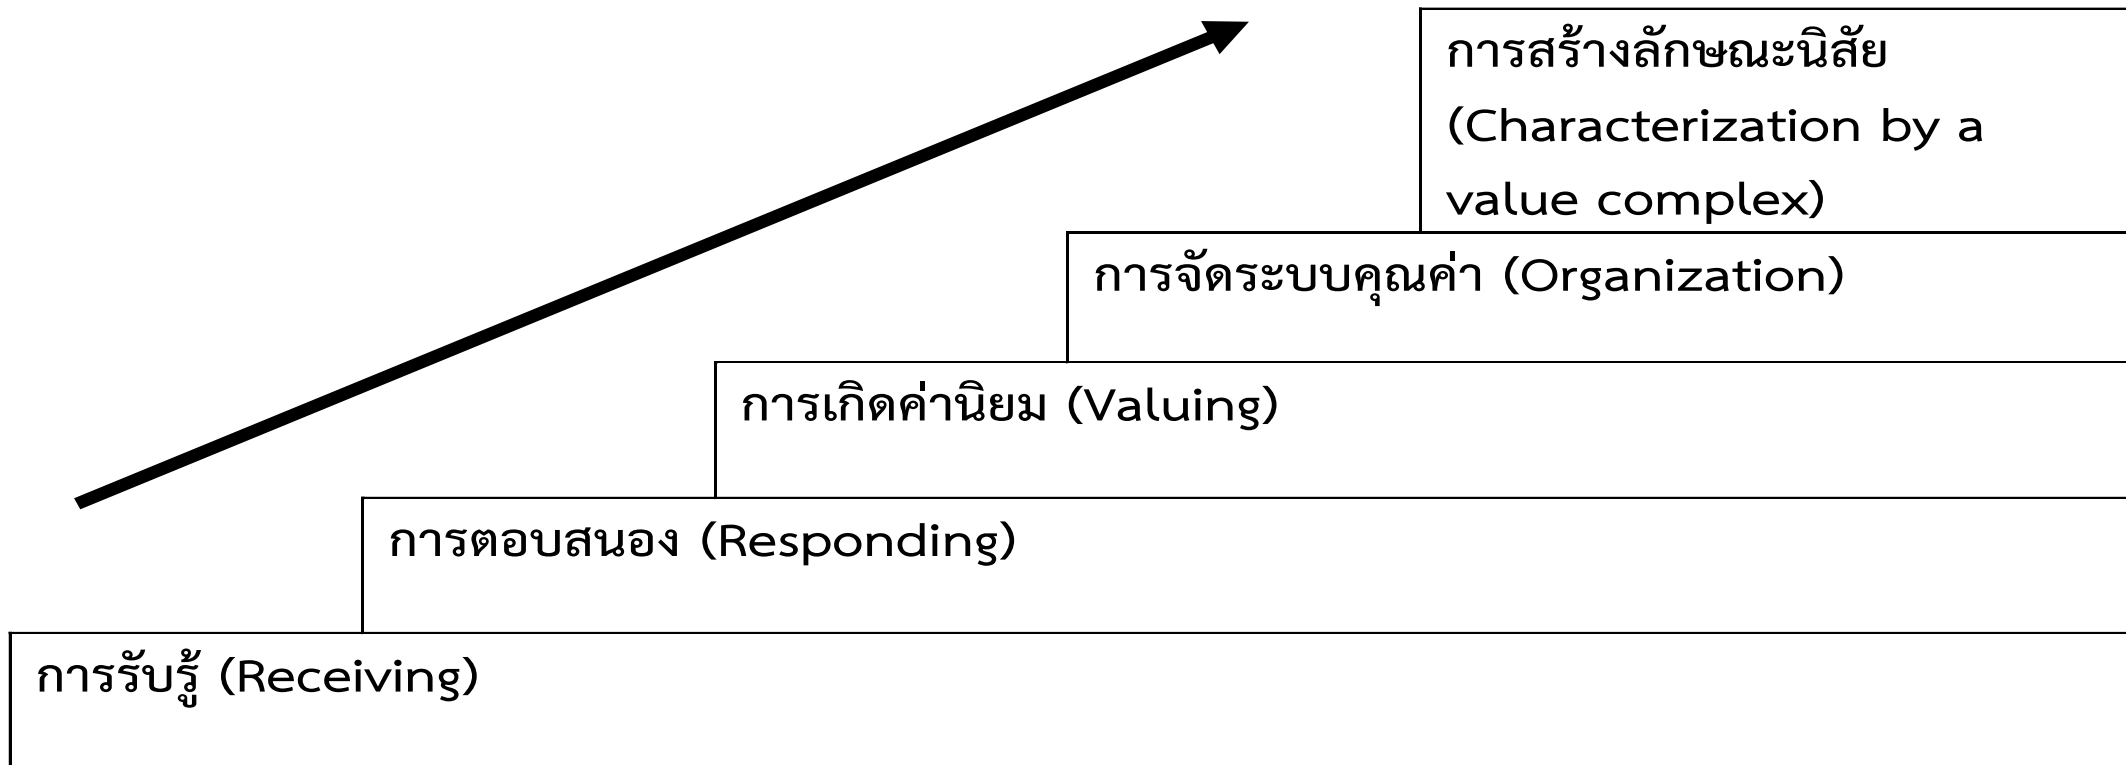 การสร้างลักษณะนิสัย
(Characterization by a
value complex)
การจัดระบบคุณค่า (Organization)
การเกิดค่านิยม (Valuing)
การตอบสนอง (Responding)
การรับรู้ (Receiving)